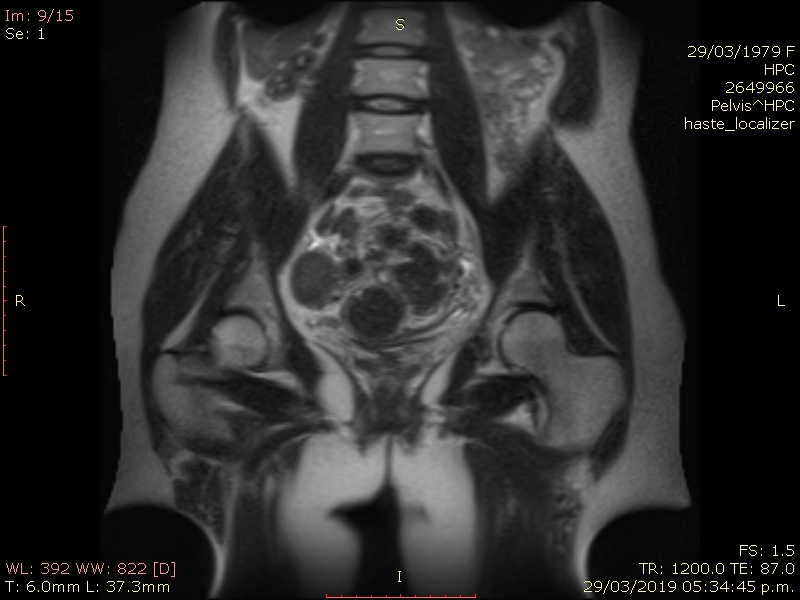 Im: 9/15
Se: 1
S
29/03/1979 F
HPC
2649966
Pelvis^HPC
haste_localizer
R
L
WL: 392 WW: 822 [D]
T: 6.0mm L: 37.3mm
I
FS: 1.5
TR: 1200.0 TE: 87.0
29/03/2019 05:34:45 p.m.